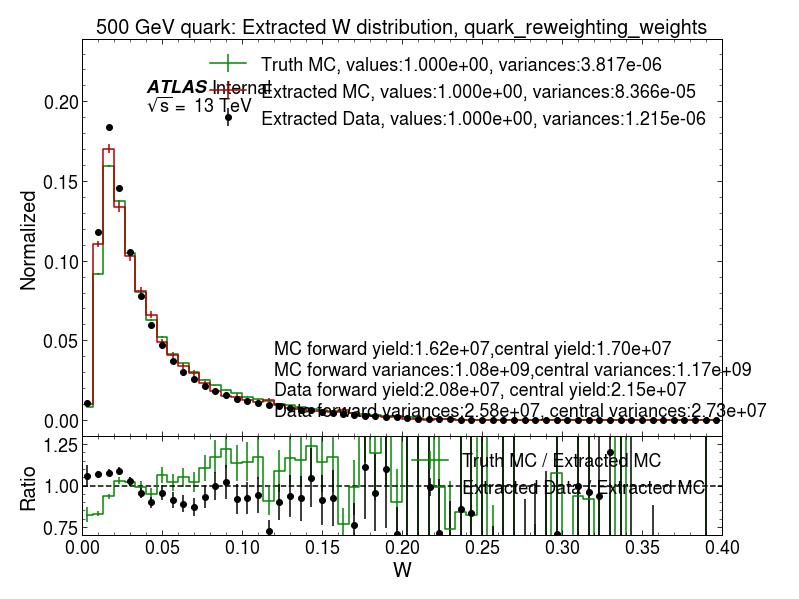 500 GeV quark: Extracted W distribution, quark_reweighting_weights
Truth MC, values:1.000e+00, variances:3.817e-06
ATLAS Internal
Extracted MC, values:1.000e+00, variances:8.366e-05
√s = 13 TeV
Extracted Data, values:1.000e+00, variances:1.215e-06
Normalized
0.20
0.15
0.10
0.05
0.00
MC forward yield:1.62e+07,central yield:1.70e+07
MC forward variances:1.08e+09,central variances:1.17e+09
Data forward yield:2.08e+07, central yield:2.15e+07
Data forward variances:2.58e+07, central variances:2.73e+07
Ratio
1.25
1.00
0.75
Truth MC / Extracted MC
Extracted Data / Extracted MC
0.00 0.05 0.10 0.15 0.20 0.25 0.30 0.35 0.40
W